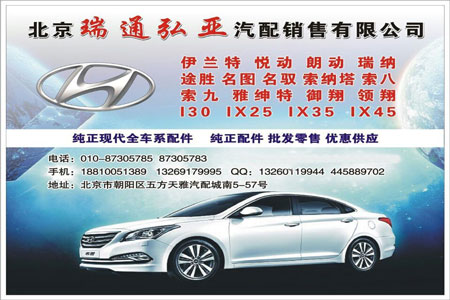 北京 瑞通弘亚 汽配销售有限公司
伊兰特 悦动 朗动 瑞纳
途胜 名图 名驭 索纳塔 索八
索九 雅绅特 御翔 领翔
I30 IX25 IX35 IX45
纯正现代全车系配件 纯正配件 批发零售 优惠供应
电话：010-87305785 87305783
手机：18810051389 13269179995 QQ：13260119944 445889702
地址：北京市朝阳区五方天雅汽配城南5-57号